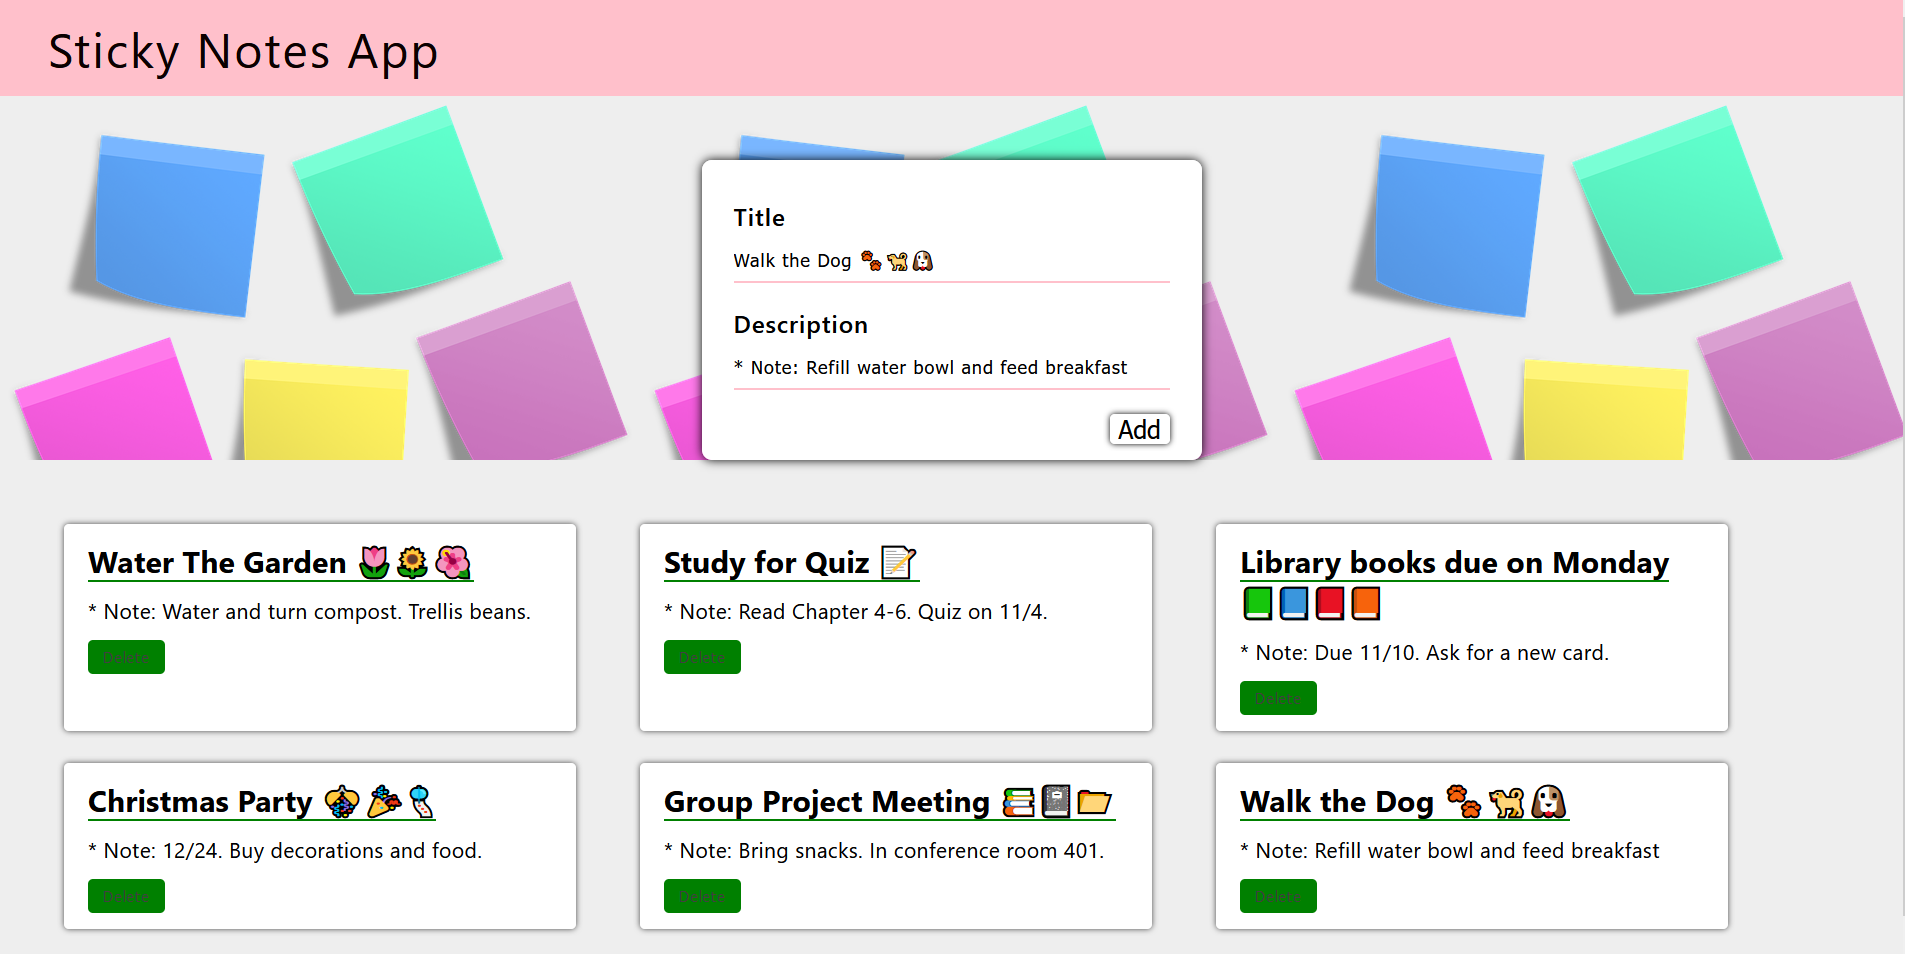 Sticky Notes App
Title
Walk the Dog 🐾🐕🐶
Description
* Note: Refill water bowl and feed breakfast
Add
Water The Garden 🌷🌻🌺
* Note: Water and turn compost. Trellis beans.
Delete
Study for Quiz 📝
* Note: Read Chapter 4-6. Quiz on 11/4.
Delete
Library books due on Monday
📗📘📕📙
* Note: Due 11/10. Ask for a new card.
Delete
Christmas Party
* Note: 12/24. Buy decorations and food.
Delete
Group Project Meeting 📚📓📁
* Note: Bring snacks. In conference room 401.
Delete
Walk the Dog 🐾🐕🐶
* Note: Refill water bowl and feed breakfast
Delete